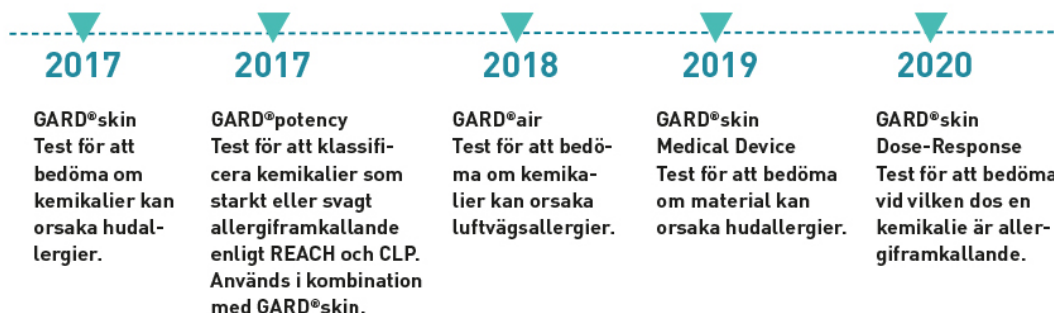 2017
GARD®skin
Test för att
bedöma om
kemikalier kan
orsaka hudal-
lergier.
2017
GARD®potency
Test för att klassifi-
cera kemikalier som
starkt eller svagt
allergiframkallande
enligt REACH och CLP.
Används i kombination
med GARD®skin.
2018
GARD®air
Test för att bedö-
ma om kemika-
lier kan orsaka
luftvägsallergier.
2019
GARD®skin
Medical Device
Test för att bedöma
om material kan
orsaka hudallergier.
2020
GARD®skin
Dose-Response
Test för att bedöma
vid vilken dos en
kemikalie är aller-
giframkallande.